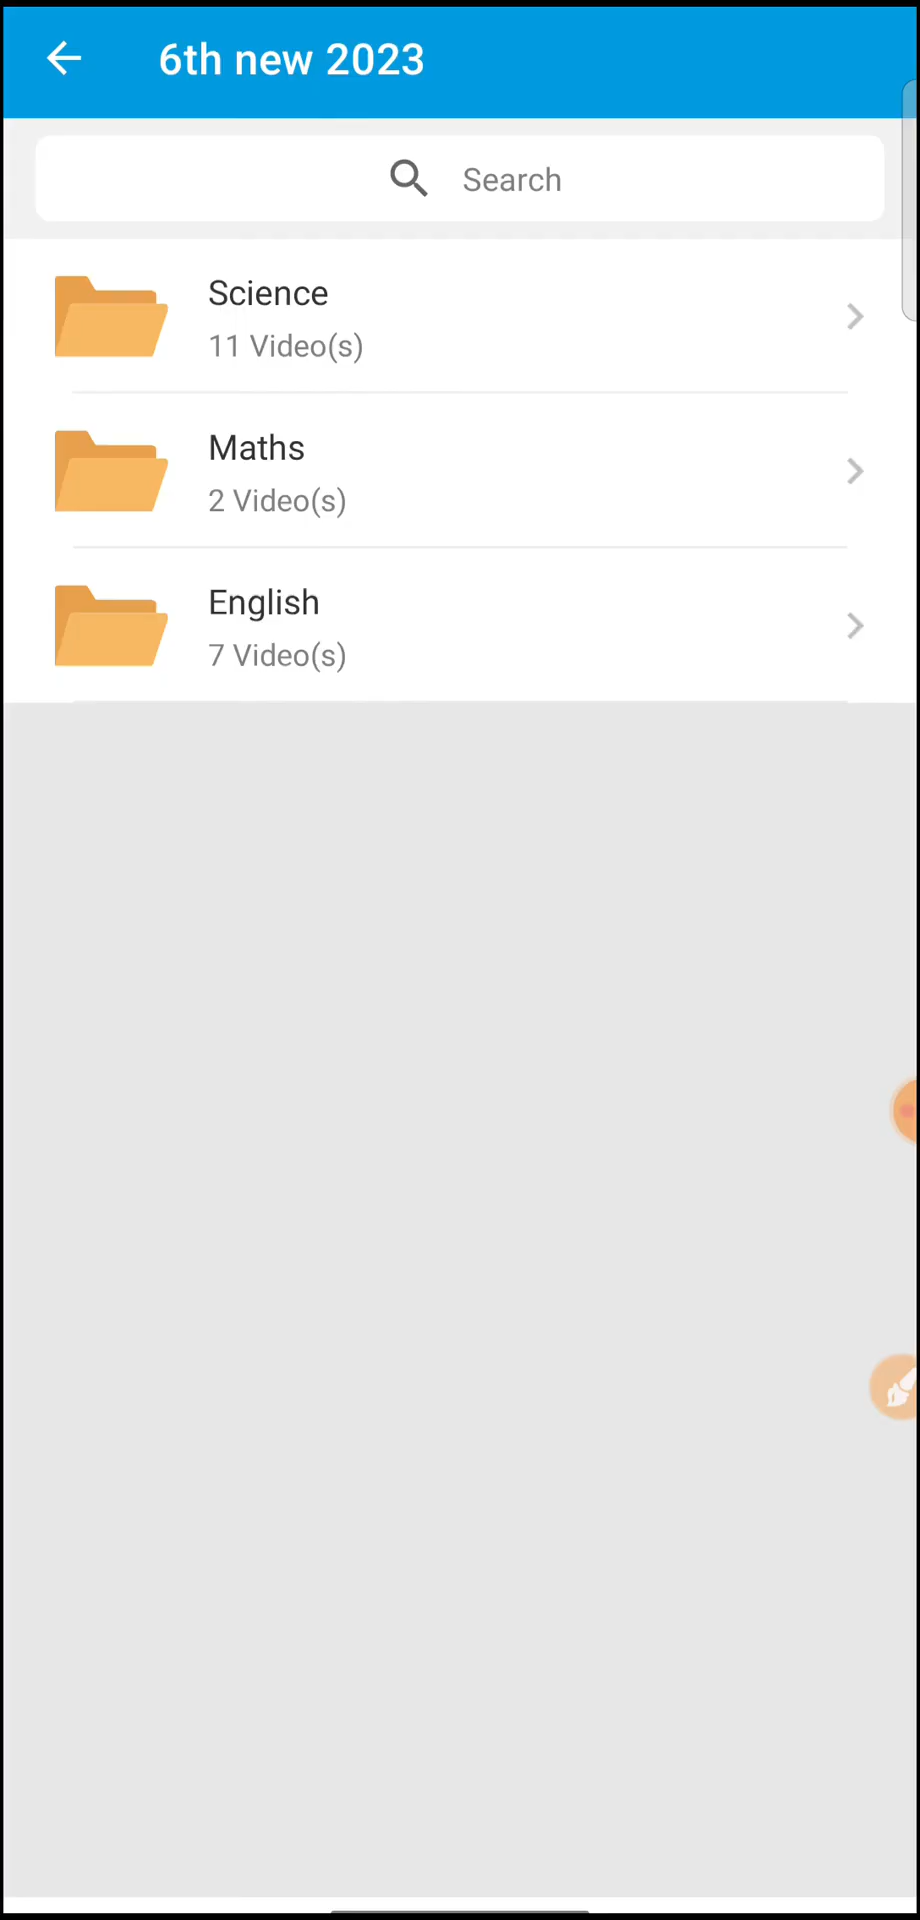 6th new 2023
Search
Science
11 Video(s)
Maths
2 Video(s)
English
7 Video(s)